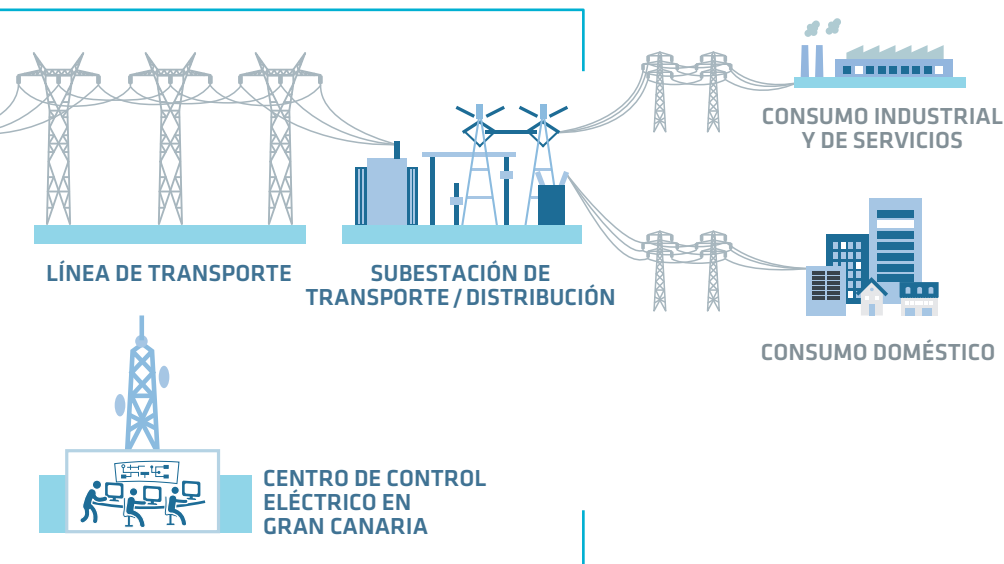 CONSUMO INDUSTRIAL
Y DE SERVICIOS
LÍNEA DE TRANSPORTE
SUBESTACIÓN DE
TRANSPORTE / DISTRIBUCIÓN
CONSUMO DOMÉSTICO
CENTRO DE CONTROL
ELÉCTRICO EN
GRAN CANARIA